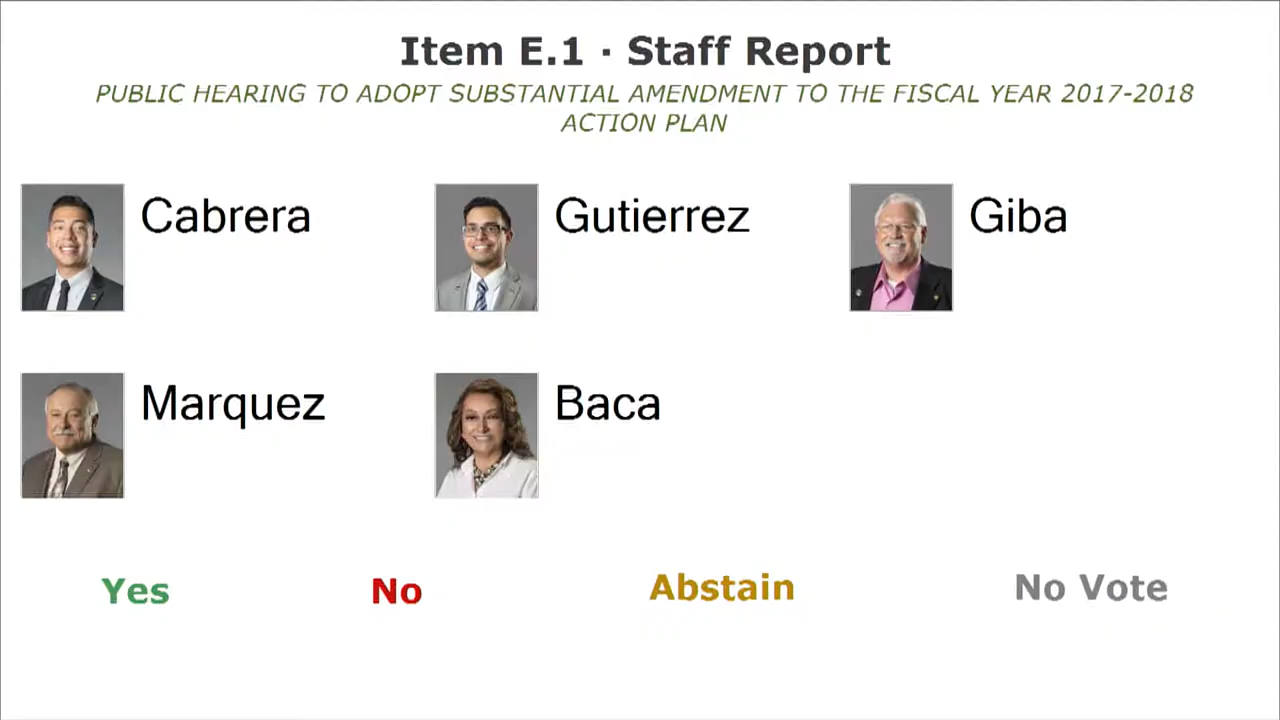 Item E.1 · Staff Report
PUBLIC HEARING TO ADOPT SUBSTANTIAL AMENDMENT TO THE FISCAL YEAR 2017-2018
ACTION PLAN
Cabrera
Gutierrez
Giba
Marquez
Baca
Yes
No
Abstain
No Vote